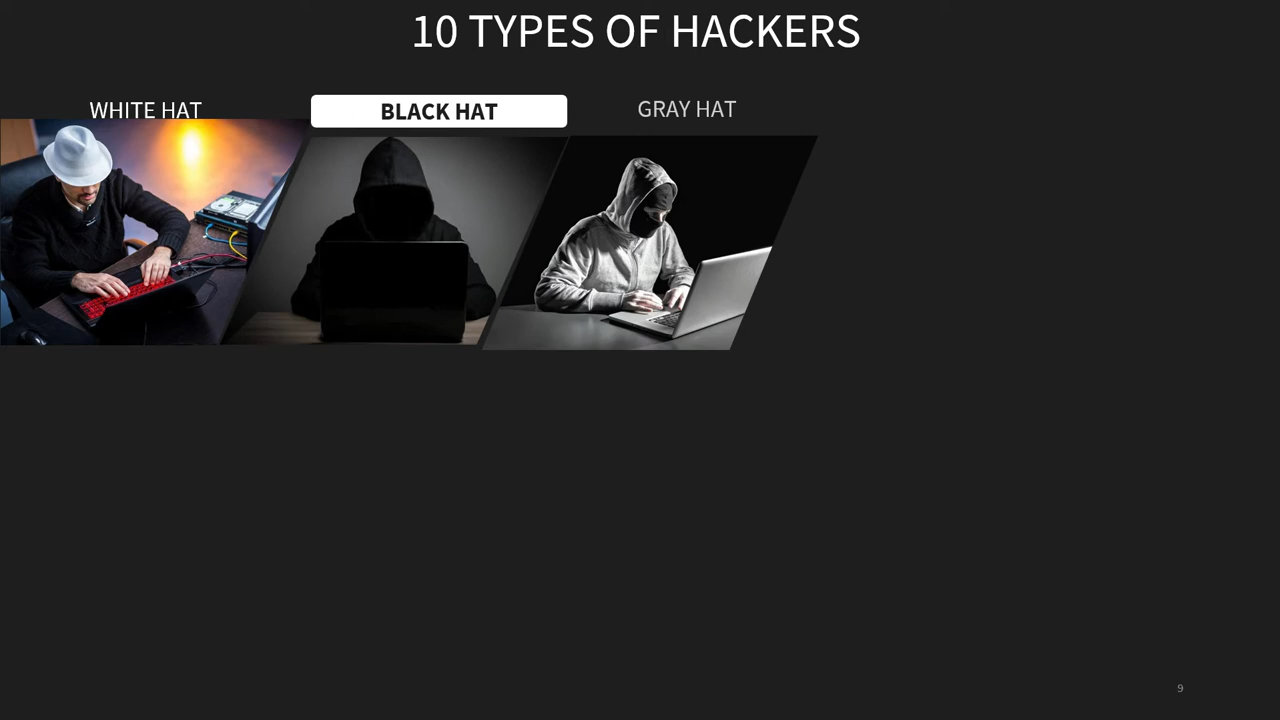 10 TYPES OF HACKERS
WHITE HAT
BLACK HAT
GRAY HAT
9